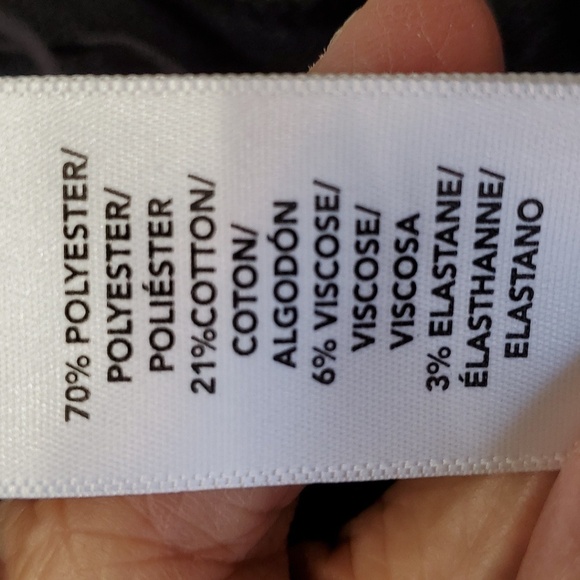 70% POLYESTER/
POLYESTER/
POLIÉSTER
21%COTTON/
COTON/
ALGODÓN
6% VISCOSE/
VISCOSE/
VISCOSA
3% ELASTANE/
ÉLASTHANNE/
ELASTANO